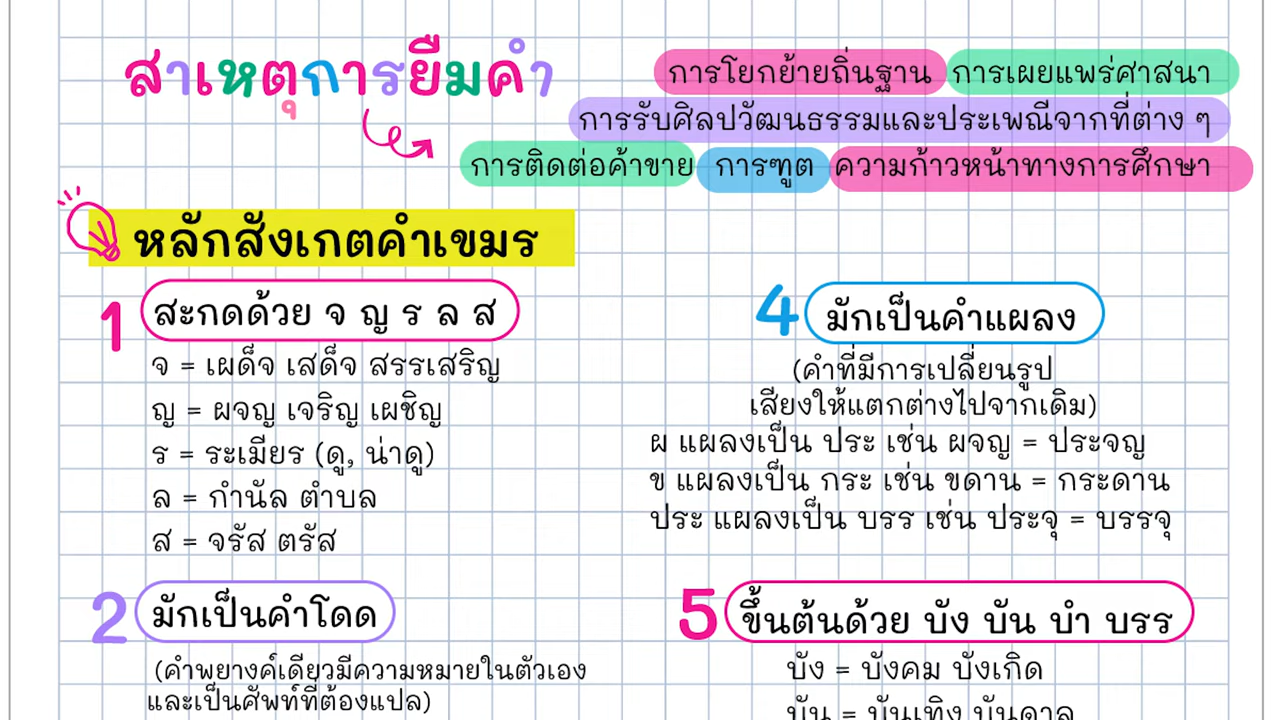 สาเหตุการยืมคำ
การโยกย้ายถิ่นฐาน การเผยแพร่ศาสนา
การรับศิลปวัฒนธรรมและประเพณีจากที่ต่าง ๆ
การติดต่อค้าขาย การฑูต ความก้าวหน้าทางการศึกษา
หลักสังเกตคำเขมร
1 สะกดด้วย จ ญ ร ล ส
จ = เผด็จ เสด็จ สรรเสริญ
ญ = ผจญ เจริญ เผชิญ
ร = ระเมียร (ดู, น่าดู)
ล = กำนัล ตำบล
ส = จรัส ตรัส
2 มักเป็นคำโดด
(คำพยางค์เดียวมีความหมายในตัวเอง
และเป็นศัพท์ที่ต้องแปล)
4 มักเป็นคำแผลง
(คำที่มีการเปลี่ยนรูป
เสียงให้แตกต่างไปจากเดิม)
ผ แผลงเป็น ประ เช่น ผจญ = ประจญ
ข แผลงเป็น กระ เช่น ขดาน = กระดาน
ประ แผลงเป็น บรร เช่น ประจุ = บรรจุ
5 ขึ้นต้นด้วย บัง บัน บำ บรร
บัง = บังคม บังเกิด
บัน = บันเทิง บันดาล